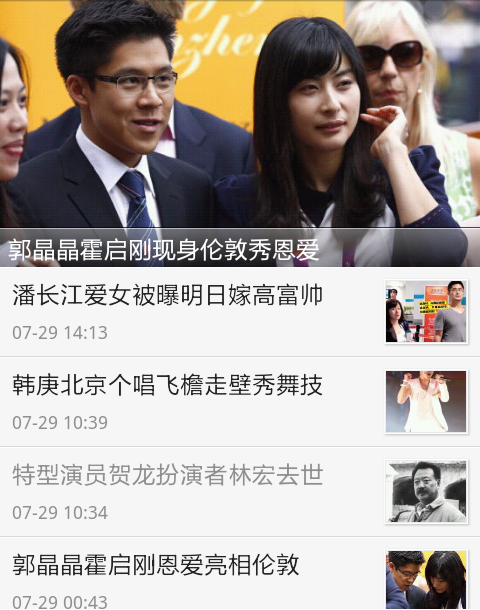 zhen
郭晶晶霍启刚现身伦敦秀恩爱
潘长江爱女被曝明日嫁高富帅
07-29 14:13
韩庚北京个唱飞檐走壁秀舞技
07-29 10:39
特型演员贺龙扮演者林宏去世
07-29 10:34
郭晶晶霍启刚恩爱亮相伦敦
07-29 00:43